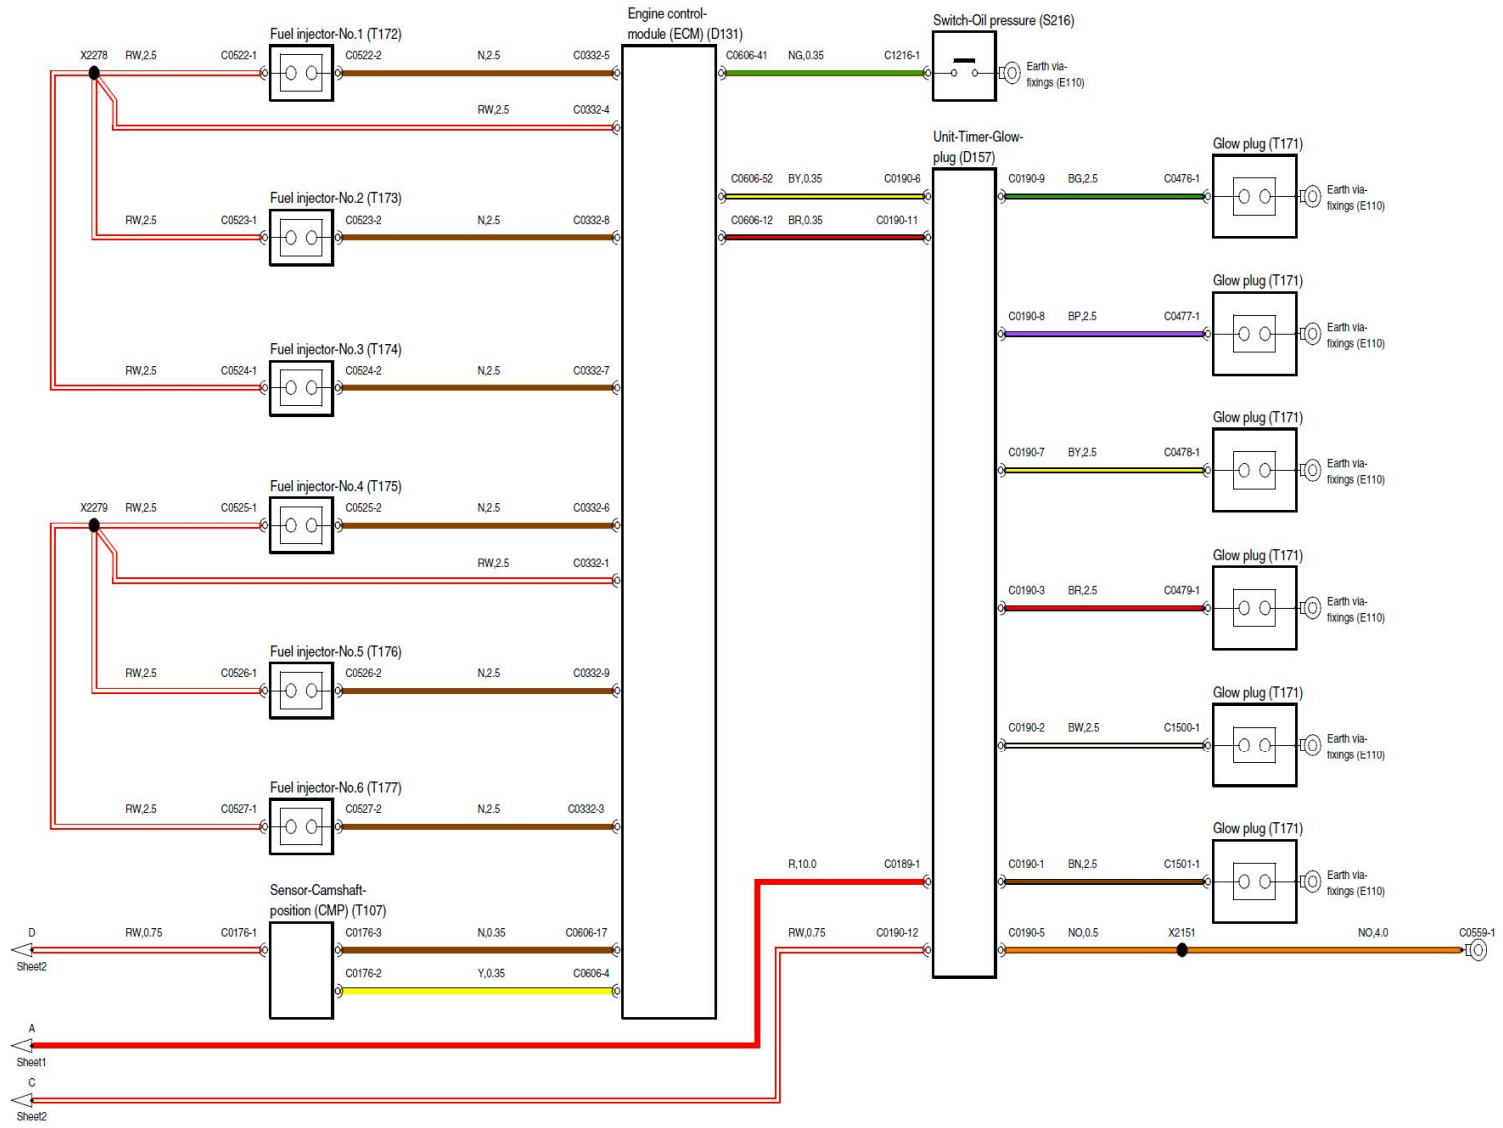 Engine control-
module (ECM) (D131)
Fuel injector-No.1 (T172)
Switch-Oil pressure (S216)
X2278 RW,2.5 C0522-1 C0522-2 N,2.5 C0332-5 C0606-41 NG,0.35 C1216-1
Earth via-
fixings (E110)
RW,2.5 C0332-4
Unit-Timer-Glow-
plug (D157)
Glow plug (T171)
C0606-52 BY,0.35 C0190-6 C0190-9 BG,2.5 C0476-1
Earth via-
fixings (E110)
Fuel injector-No.2 (T173)
RW,2.5 C0523-1 C0523-2 N,2.5 C0332-8 C0606-12 BR,0.35 C0190-11
Glow plug (T171)
C0190-8 BP,2.5 C0477-1
Earth via-
fixings (E110)
Fuel injector-No.3 (T174)
RW,2.5 C0524-1 C0524-2 N,2.5 C0332-7
Glow plug (T171)
C0190-7 BY,2.5 C0478-1
Earth via-
fixings (E110)
Fuel injector-No.4 (T175)
X2279 RW,2.5 C0525-1 C0525-2 N,2.5 C0332-6
RW,2.5 C0332-1
Glow plug (T171)
C0190-3 BR,2.5 C0479-1
Earth via-
fixings (E110)
Fuel injector-No.5 (T176)
RW,2.5 C0526-1 C0526-2 N,2.5 C0332-9
Glow plug (T171)
C0190-2 BW,2.5 C1500-1
Earth via-
fixings (E110)
Fuel injector-No.6 (T177)
RW,2.5 C0527-1 C0527-2 N,2.5 C0332-3
Glow plug (T171)
R,10.0 C0189-1 C0190-1 BN,2.5 C1501-1
Earth via-
fixings (E110)
Sensor-Camshaft-
position (CMP) (T107)
D RW,0.75 C0176-1 C0176-3 N,0.35 C0606-17 RW,0.75 C0190-12 C0190-5 NO,0.5 X2151 NO,4.0 C0559-1
Sheet2
C0176-2 Y,0.35 C0606-4
A
Sheet1
C
Sheet2